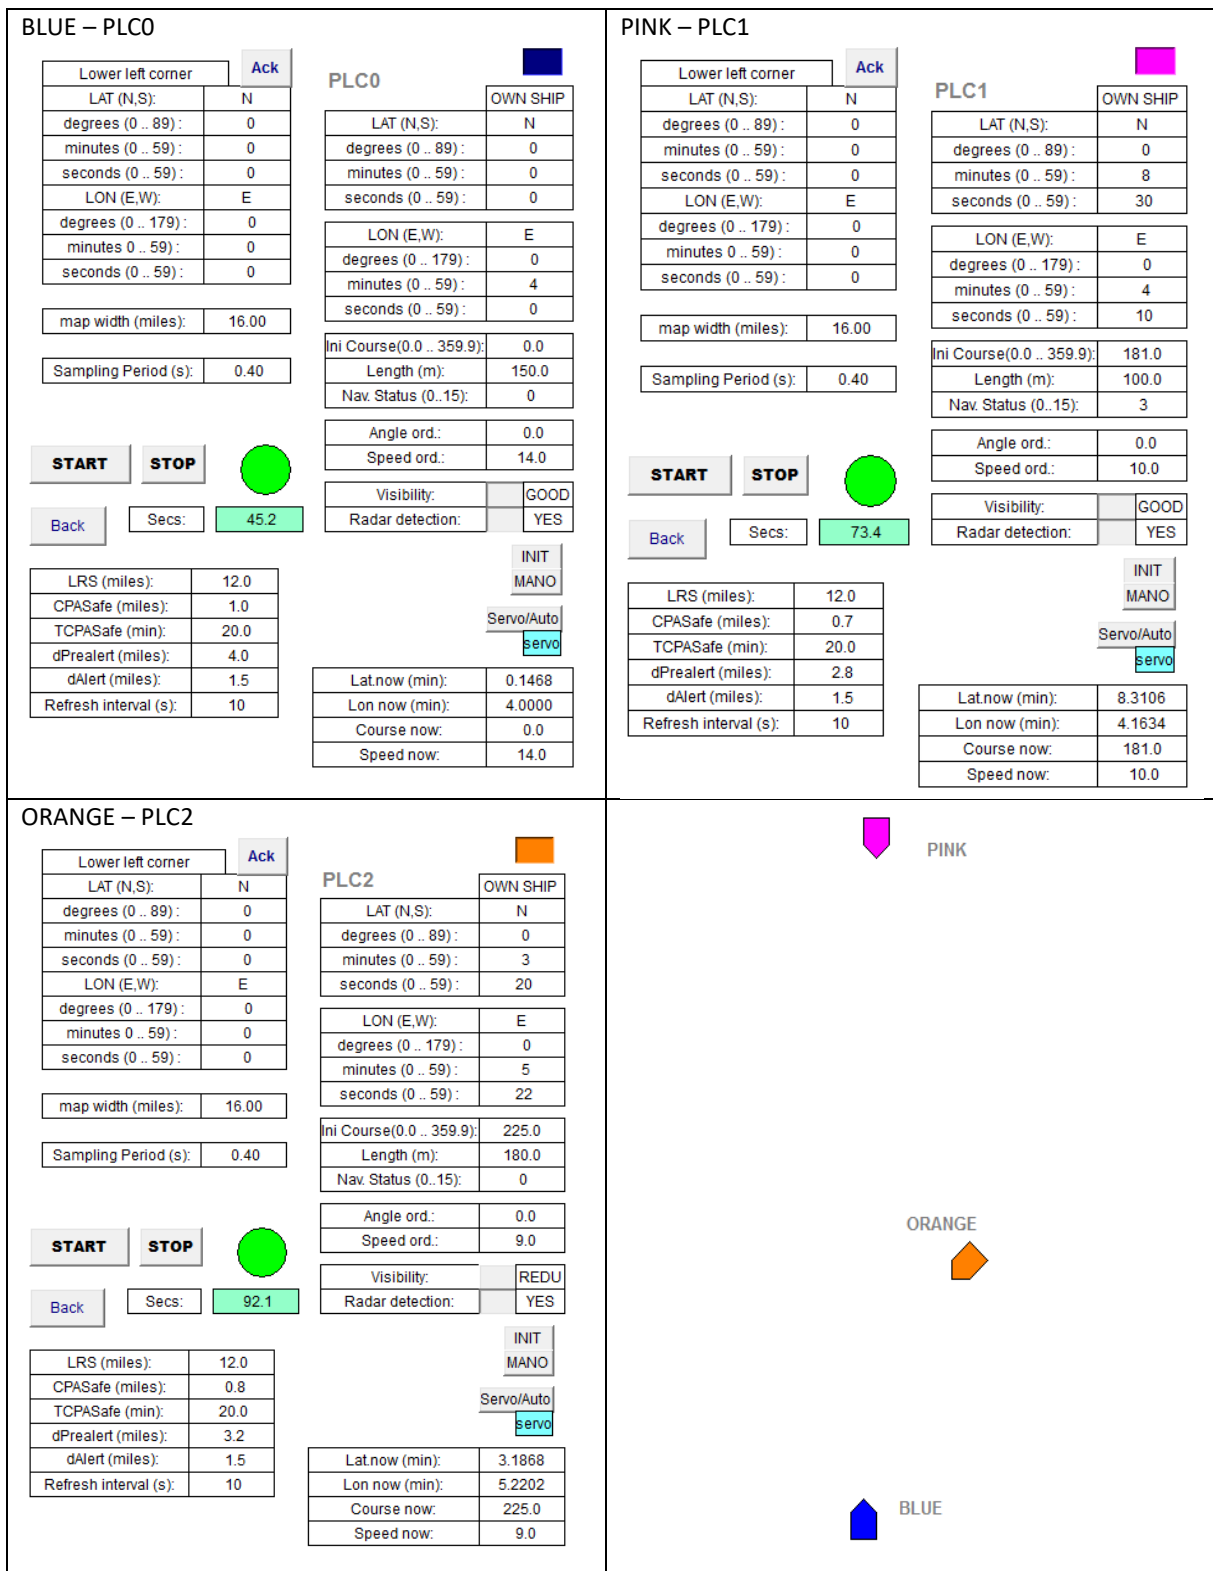 BLUE – PLC0
Lower left corner Ack
LAT (N,S): N
degrees (0 .. 89) : 0
minutes (0 .. 59) : 0
seconds (0 .. 59) : 0
LON (E,W): E
degrees (0 .. 179) : 0
minutes 0 .. 59) : 0
seconds (0 .. 59) : 0
map width (miles): 16.00
Sampling Period (s): 0.40
START STOP
Back Secs: 45.2
LRS (miles): 12.0
CPASafe (miles): 1.0
TCPASafe (min): 20.0
dPrealert (miles): 4.0
dAlert (miles): 1.5
Refresh interval (s): 10
PLC0
OWN SHIP
LAT (N,S): N
degrees (0 .. 89) : 0
minutes (0 .. 59) : 0
seconds (0 .. 59) : 0
LON (E,W): E
degrees (0 .. 179) : 0
minutes (0 .. 59) : 4
seconds (0 .. 59) : 0
Ini Course(0.0 .. 359.9): 0.0
Length (m): 150.0
Nav. Status (0..15): 0
Angle ord.: 0.0
Speed ord.: 14.0
Visibility: GOOD
Radar detection: YES
INIT
MANO
Servo/Auto
servo
Lat.now (min): 0.1468
Lon now (min): 4.0000
Course now: 0.0
Speed now: 14.0
PINK – PLC1
Lower left corner Ack
LAT (N,S): N
degrees (0 .. 89) : 0
minutes (0 .. 59) : 0
seconds (0 .. 59) : 0
LON (E,W): E
degrees (0 .. 179) : 0
minutes 0 .. 59) : 0
seconds (0 .. 59) : 0
map width (miles): 16.00
Sampling Period (s): 0.40
START STOP
Back Secs: 73.4
LRS (miles): 12.0
CPASafe (miles): 0.7
TCPASafe (min): 20.0
dPrealert (miles): 2.8
dAlert (miles): 1.5
Refresh interval (s): 10
PLC1
OWN SHIP
LAT (N,S): N
degrees (0 .. 89) : 0
minutes (0 .. 59) : 8
seconds (0 .. 59) : 30
LON (E,W): E
degrees (0 .. 179) : 0
minutes (0 .. 59) : 4
seconds (0 .. 59) : 10
Ini Course(0.0 .. 359.9): 181.0
Length (m): 100.0
Nav. Status (0..15): 3
Angle ord.: 0.0
Speed ord.: 10.0
Visibility: GOOD
Radar detection: YES
INIT
MANO
Servo/Auto
servo
Lat.now (min): 8.3106
Lon now (min): 4.1634
Course now: 181.0
Speed now: 10.0
ORANGE – PLC2
Lower left corner Ack
LAT (N,S): N
degrees (0 .. 89) : 0
minutes (0 .. 59) : 0
seconds (0 .. 59) : 0
LON (E,W): E
degrees (0 .. 179) : 0
minutes 0 .. 59) : 0
seconds (0 .. 59) : 0
map width (miles): 16.00
Sampling Period (s): 0.40
START STOP
Back Secs: 92.1
LRS (miles): 12.0
CPASafe (miles): 0.8
TCPASafe (min): 20.0
dPrealert (miles): 3.2
dAlert (miles): 1.5
Refresh interval (s): 10
PLC2
OWN SHIP
LAT (N,S): N
degrees (0 .. 89) : 0
minutes (0 .. 59) : 3
seconds (0 .. 59) : 20
LON (E,W): E
degrees (0 .. 179) : 0
minutes (0 .. 59) : 5
seconds (0 .. 59) : 22
Ini Course(0.0 .. 359.9): 225.0
Length (m): 180.0
Nav. Status (0..15): 0
Angle ord.: 0.0
Speed ord.: 9.0
Visibility: REDU
Radar detection: YES
INIT
MANO
Servo/Auto
servo
Lat.now (min): 3.1868
Lon now (min): 5.2202
Course now: 225.0
Speed now: 9.0
PINK
ORANGE
BLUE